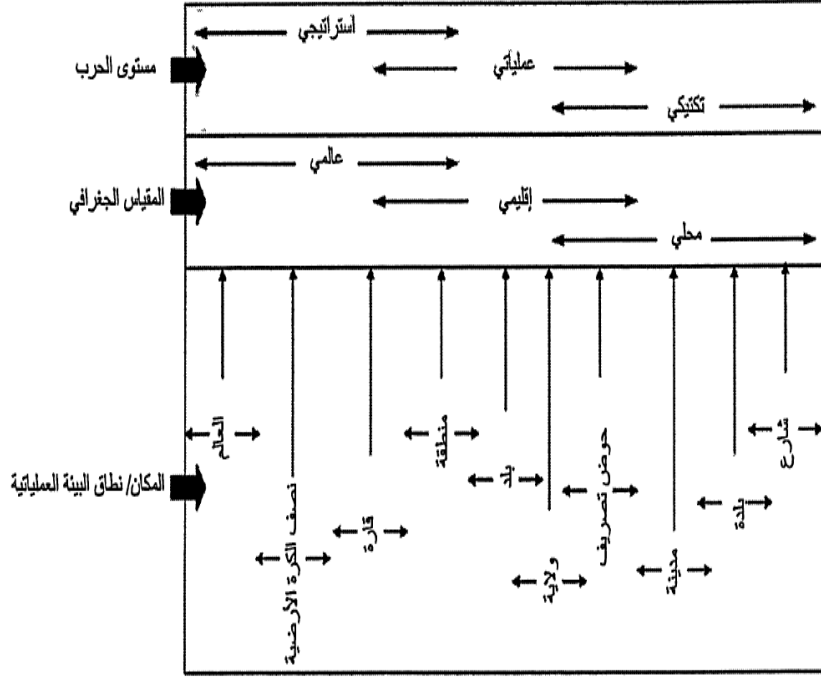 مستوى الحرب
أستراتيجي
عملياتي
تكتيكي
المقياس الجغرافي
عالمي
إقليمي
محلي
المكان/ نطاق البيئة العملياتية
العالم
نصف الكرة الأرضية
قارة
منطقة
بلد
ولاية
حوض تصريف
مدينة
بلدة
شارع